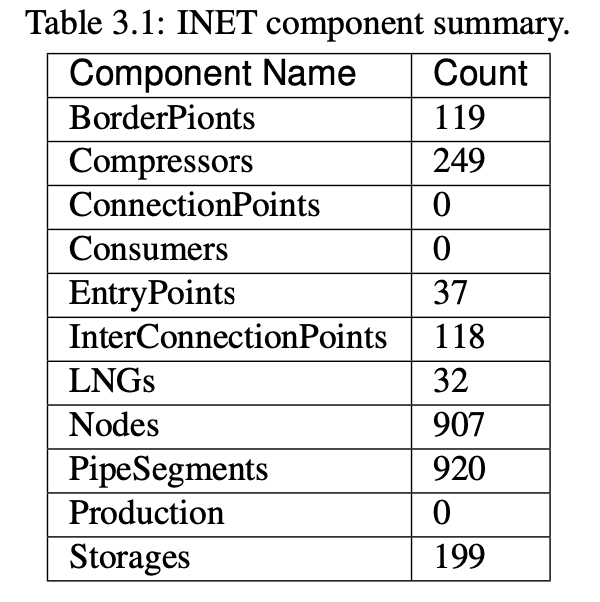 Table 3.1: INET component summary.
Component Name Count
BorderPionts 119
Compressors 249
ConnectionPoints 0
Consumers 0
EntryPoints 37
InterConnectionPoints 118
LNGs 32
Nodes 907
PipeSegments 920
Production 0
Storages 199